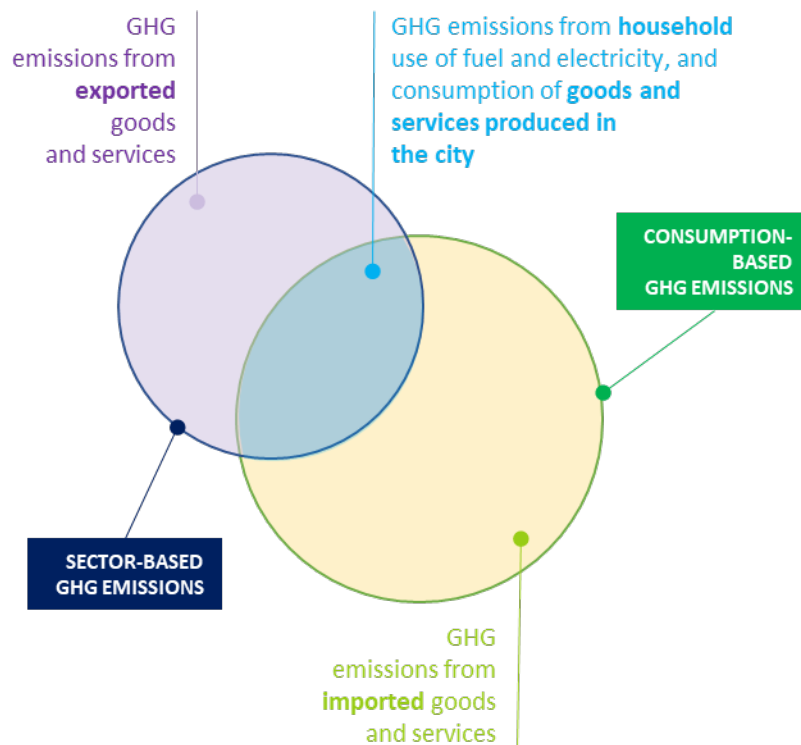 GHG
emissions from
exported
goods
and services
GHG emissions from household
use of fuel and electricity, and
consumption of goods and
services produced in
the city
CONSUMPTION-
BASED
GHG EMISSIONS
SECTOR-BASED
GHG EMISSIONS
GHG
emissions from
imported goods
and services